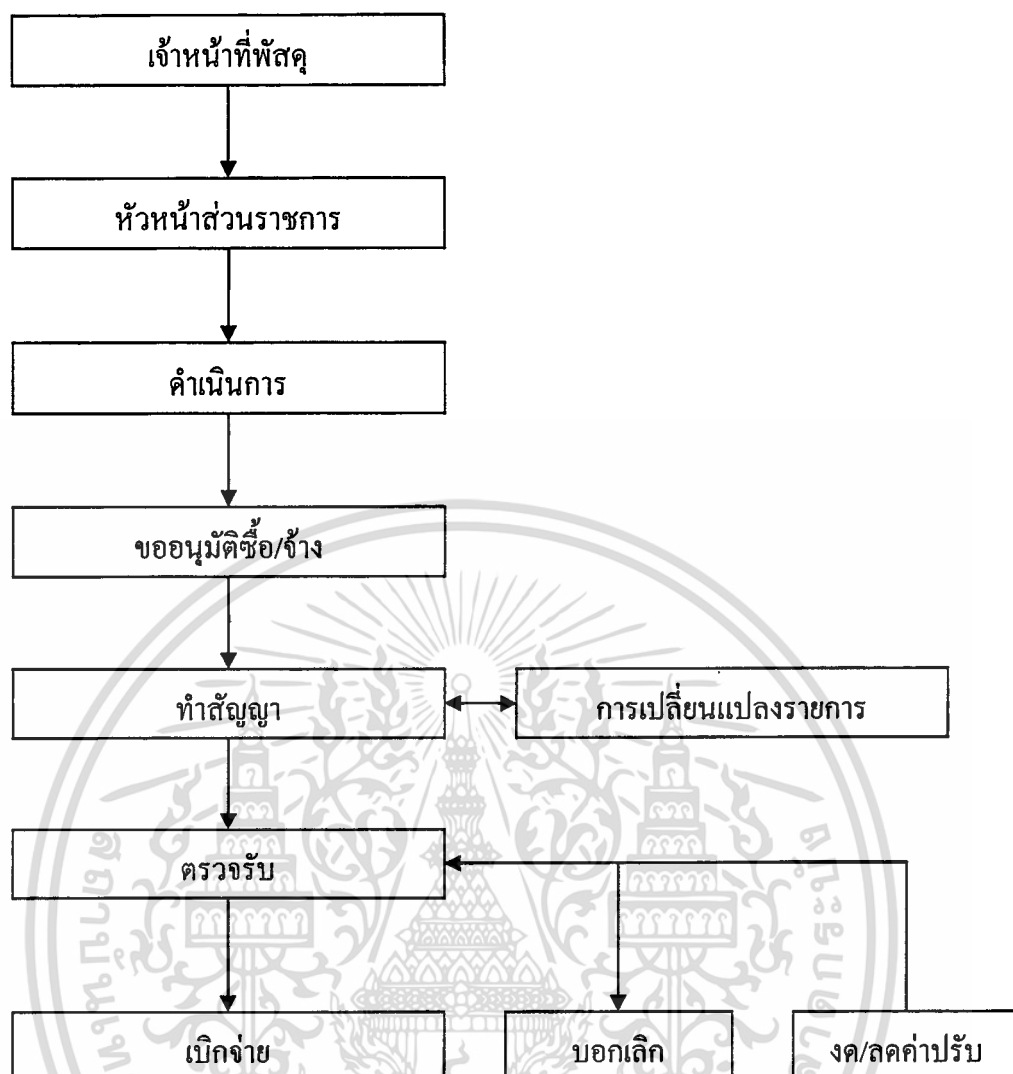 เจ้าหน้าที่พัสดุ
หัวหน้าส่วนราชการ
ดำเนินการ
ขออนุมัติซื้อ/จ้าง
ทำสัญญา
การเปลี่ยนแปลงรายการ
ตรวจรับ
เบิกจ่าย
บอกเลิก
งด/ลดค่าปรับ